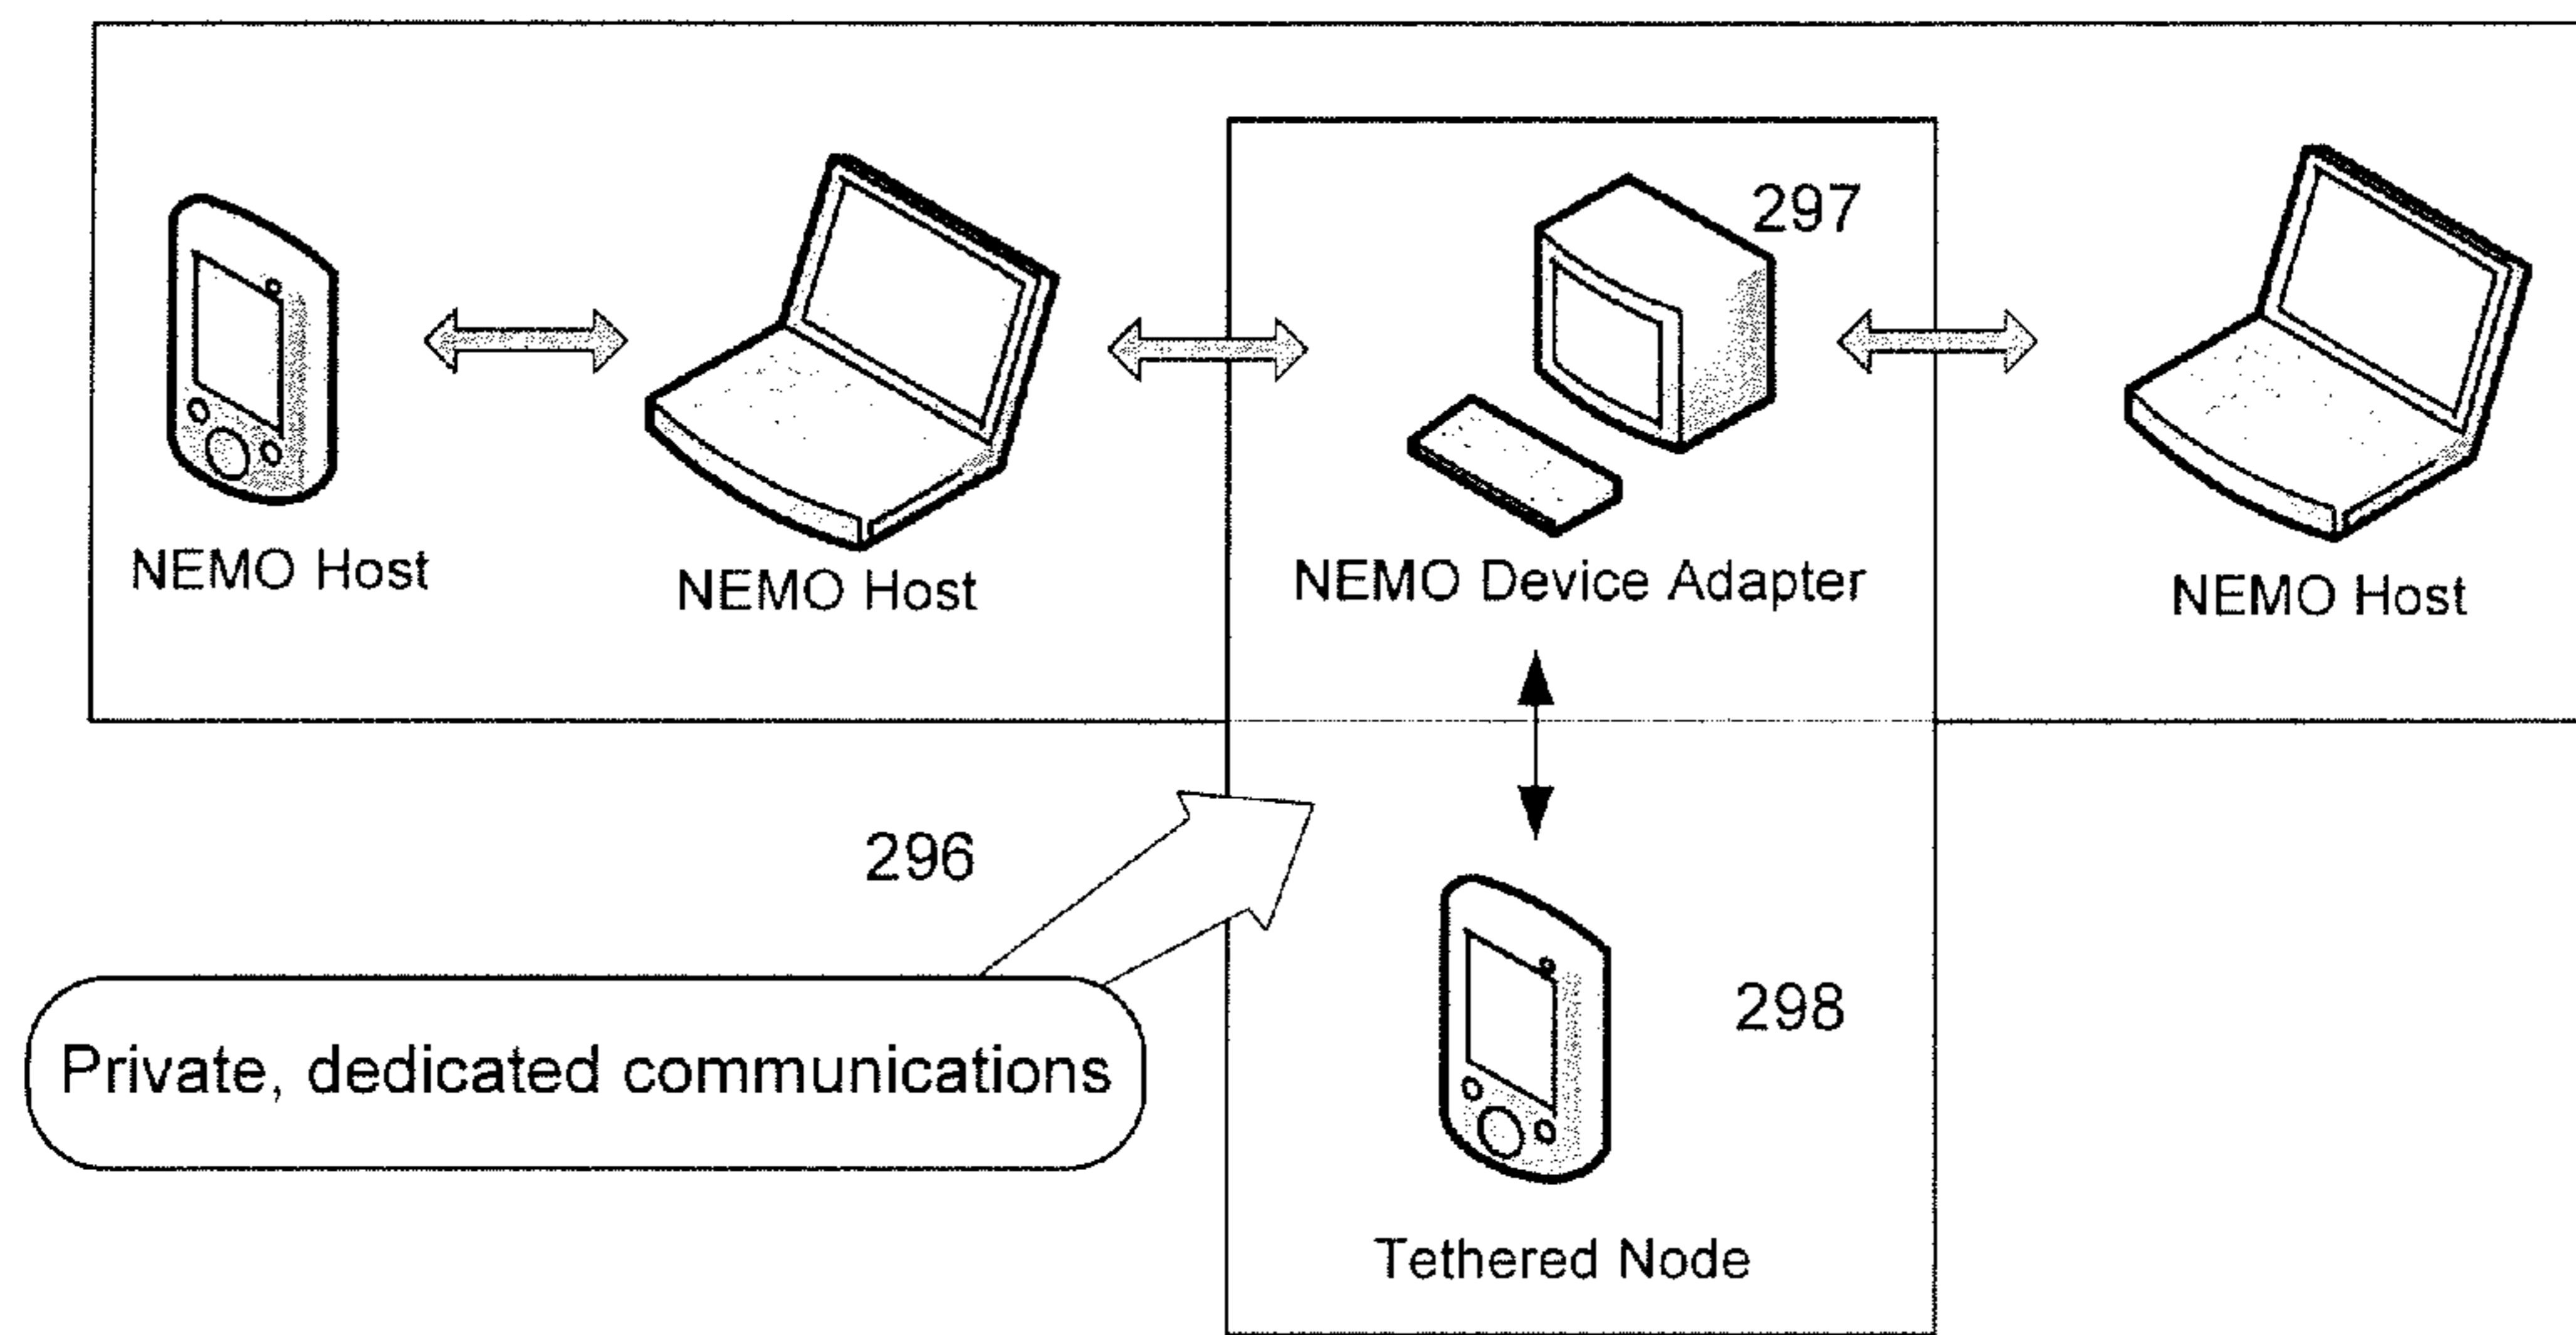 297
NEMO Host
NEMO Host
NEMO Device Adapter
NEMO Host
296
298
Private, dedicated communications
Tethered Node